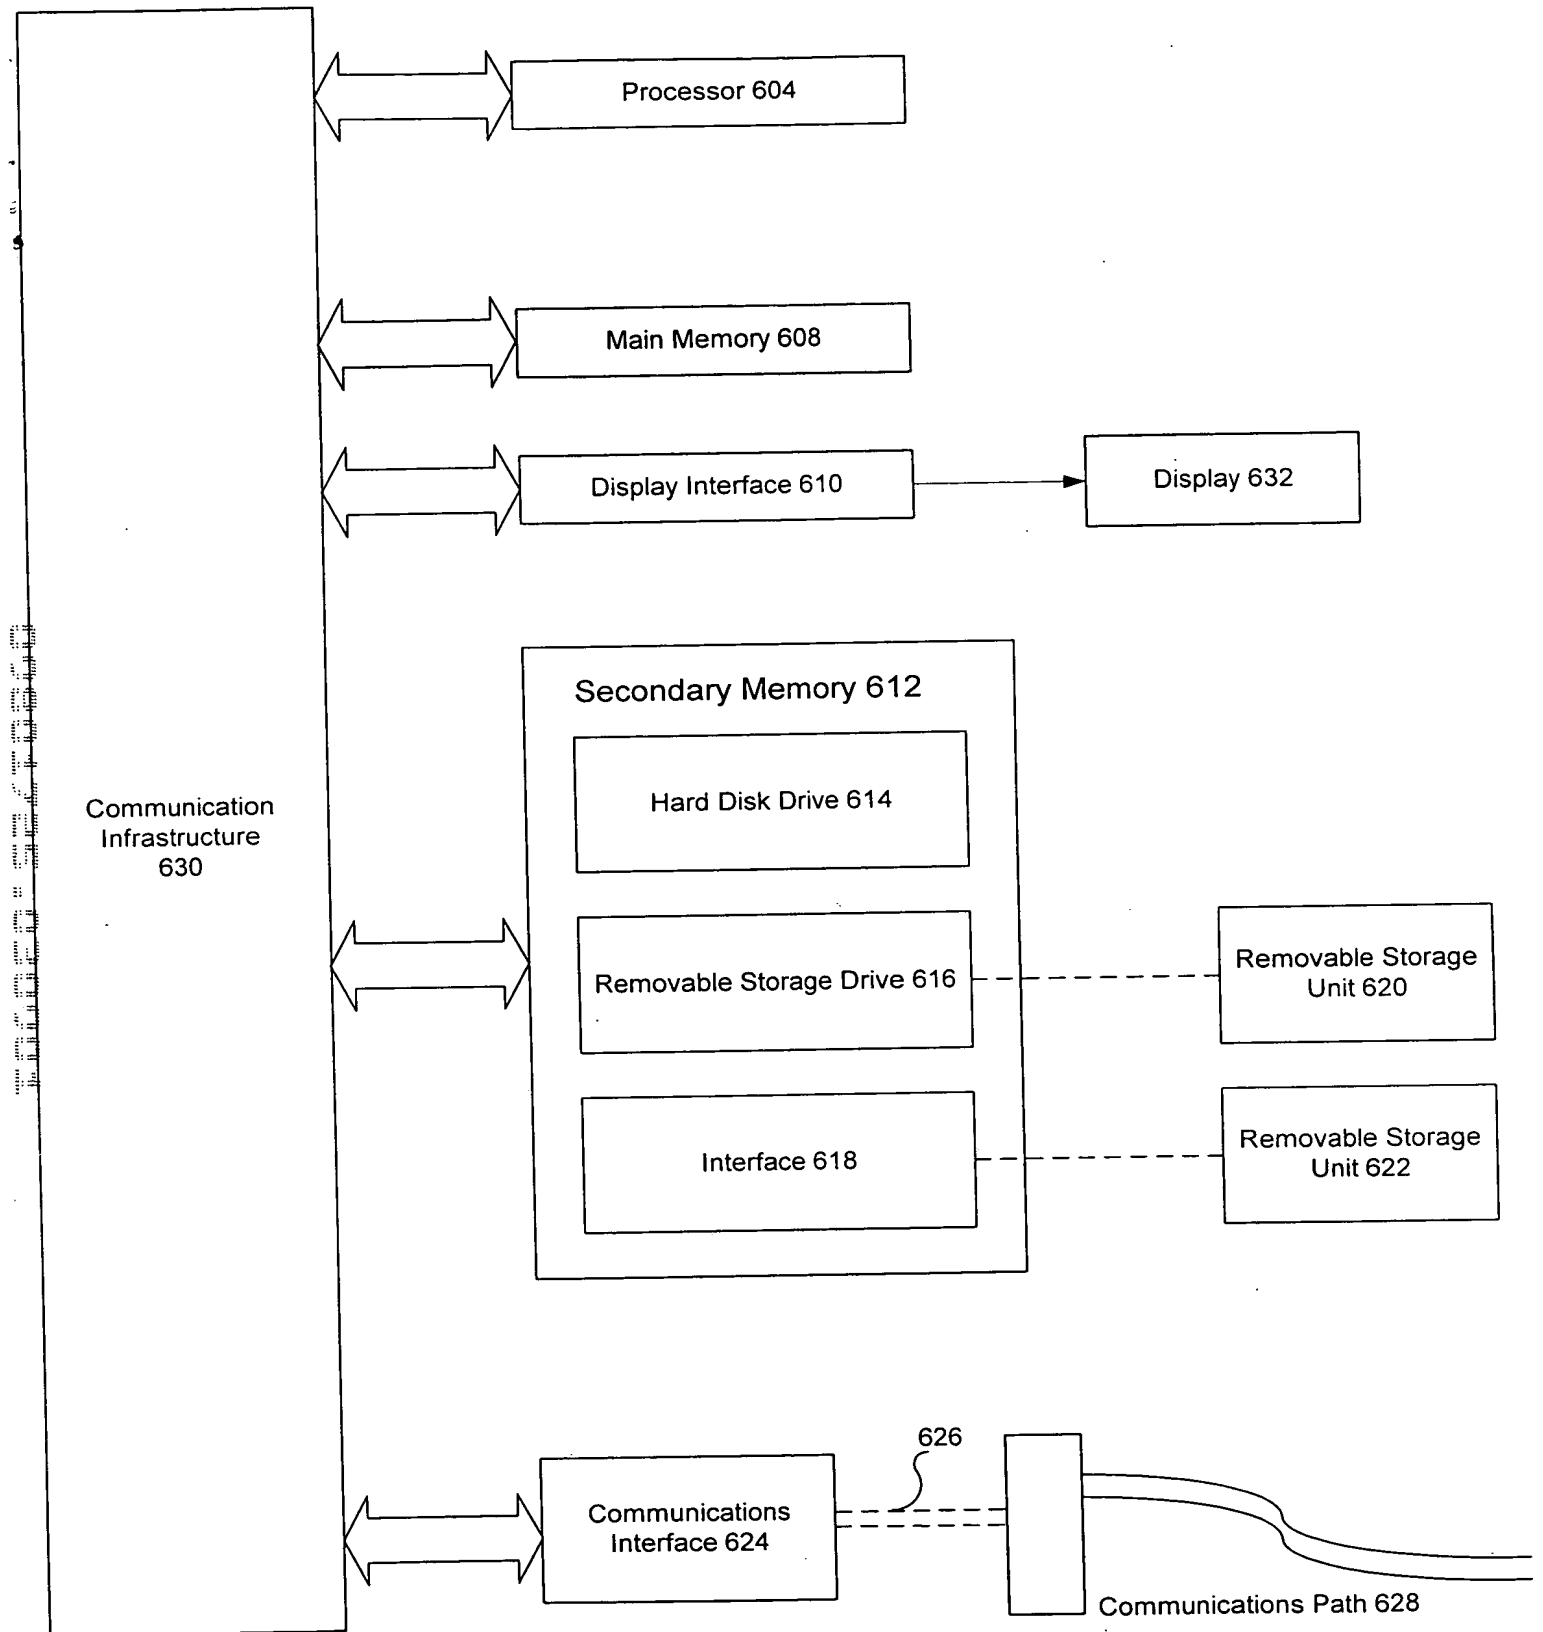 Processor 604
Main Memory 608
Display Interface 610
Display 632
Secondary Memory 612
Hard Disk Drive 614
Communication
Infrastructure
630
Removable Storage Drive 616
Removable Storage
Unit 620
Interface 618
Removable Storage
Unit 622
626
Communications
Interface 624
Communications Path 628